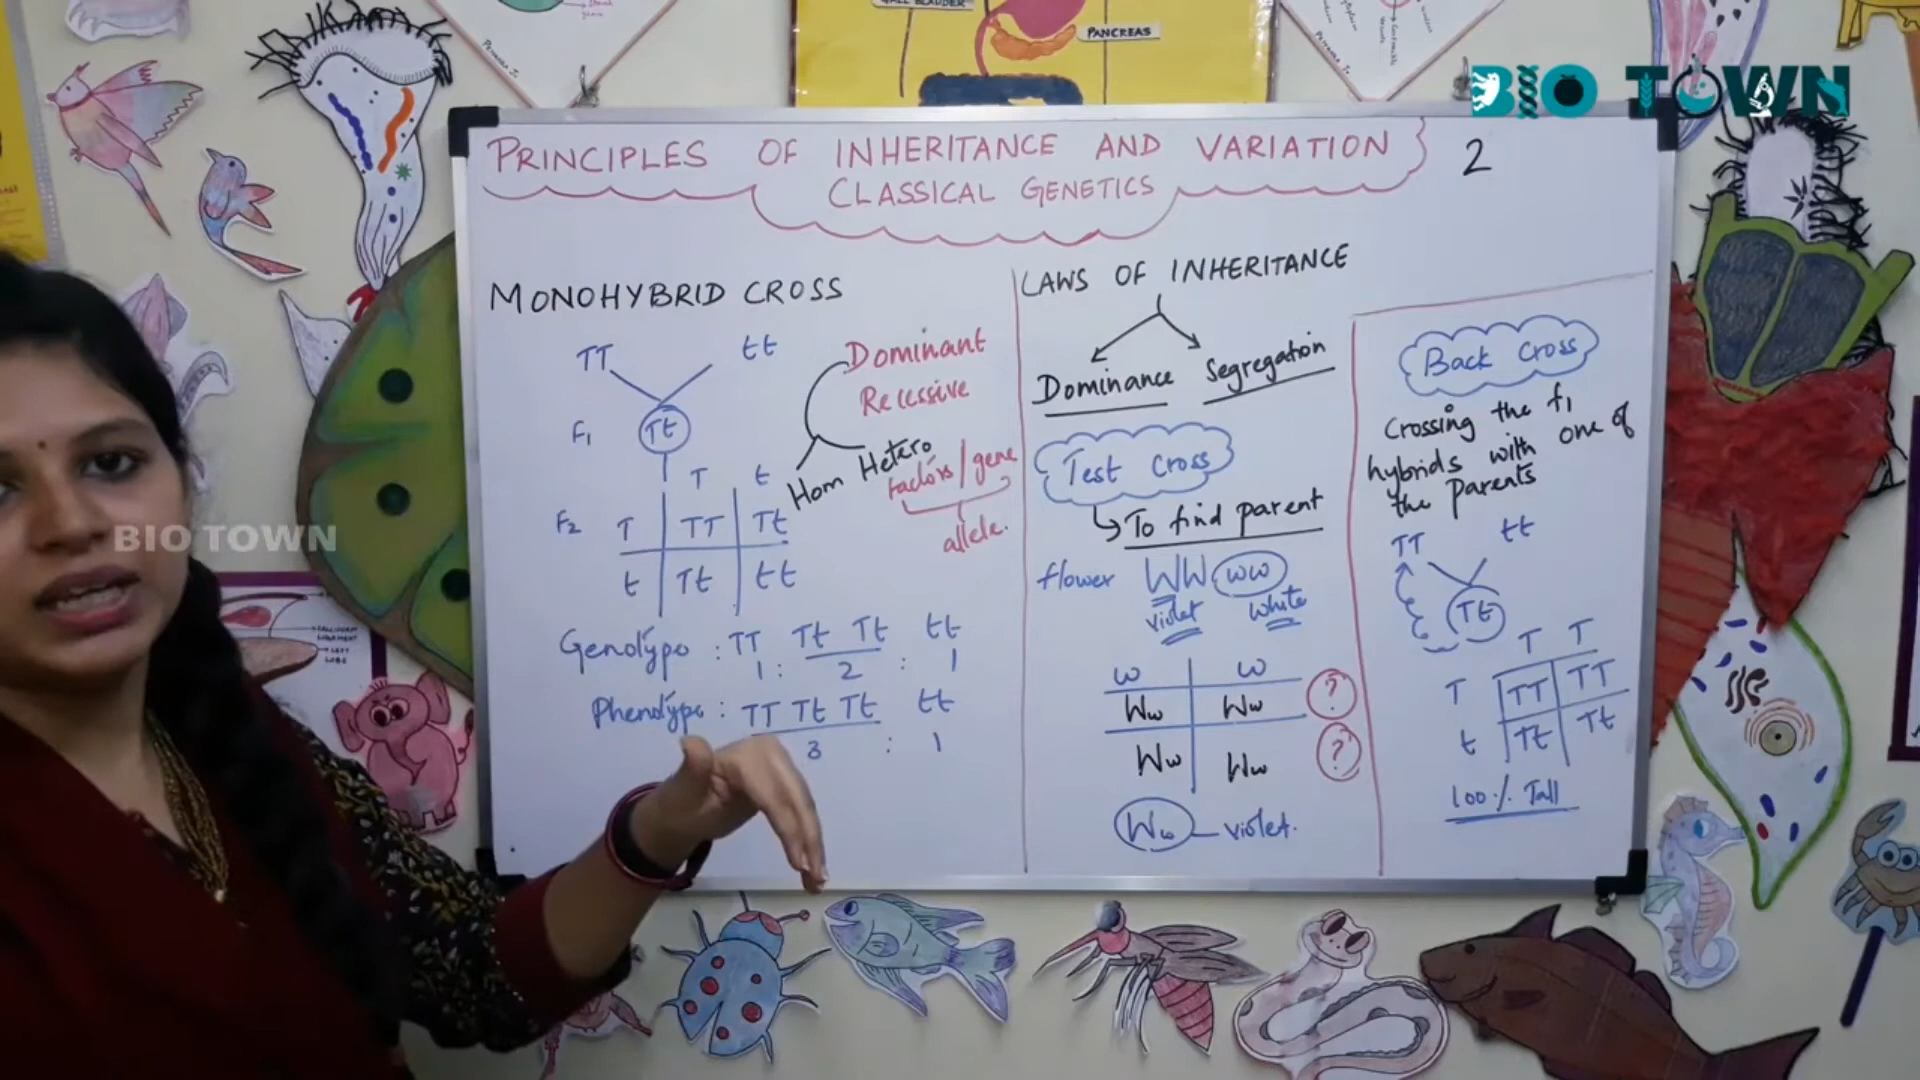 GALL BLADDER
PANCREAS
BIO TOWN
PRINCIPLES OF INHERITANCE AND VARIATION
CLASSICAL GENETICS
2
MONOHYBRID CROSS
TT tt
F1 Tt
T t
F2 T TT Tt
t Tt tt
Dominant
Recessive
Hom Hetero
factors/gene
allele.
Genotype : TT Tt Tt tt
1 : 2 : 1
Phenotype : TT Tt Tt tt
3 : 1
LAWS OF INHERITANCE
Dominance Segregation
Test Cross
To find parent
flower WW ww
violet white
w w
Ww Ww ?
Ww Ww ?
Ww violet.
Back Cross
Crossing the f1
hybrids with one of
the parents
TT tt
Tt
T T
T TT TT
t Tt Tt
100% Tall
BIO TOWN
LEFT
LOBE